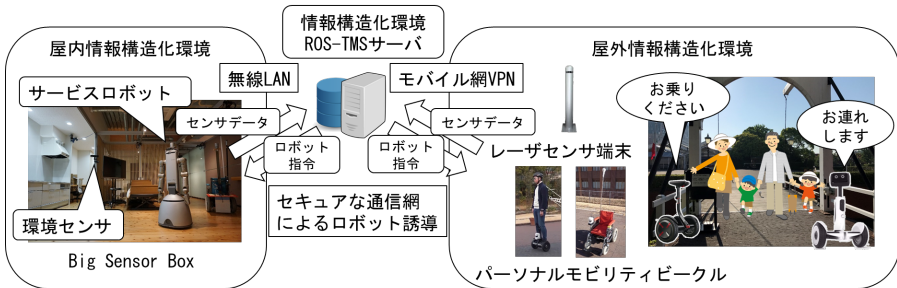 情報構造化環境
ROS-TMSサーバ
屋内情報構造化環境
無線LAN
モバイル網VPN
屋外情報構造化環境
サービスロボット
センサデータ
センサデータ
ロボット
指令
ロボット
指令
環境センサ
セキュアな通信網
によるロボット誘導
Big Sensor Box
レーザセンサ端末
パーソナルモビリティビークル
お乗り
ください
お連れ
します